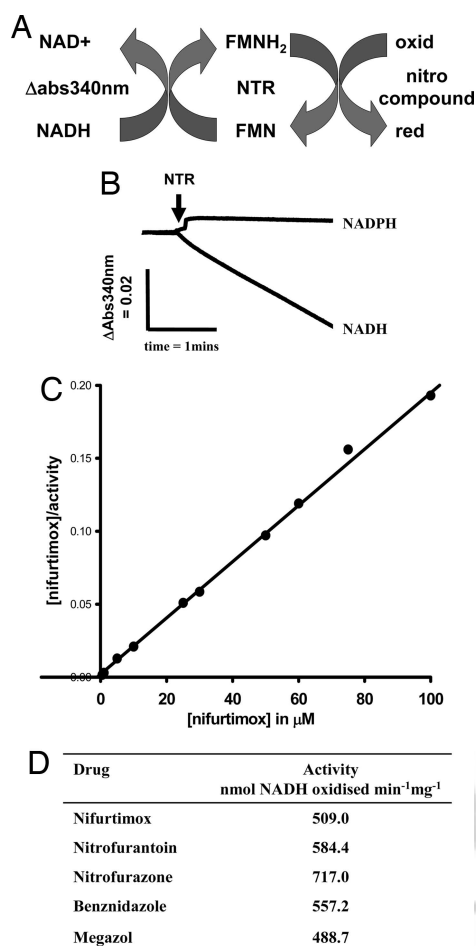 A
NAD+ FMNH₂ oxid
Δabs340nm NTR nitro compound
NADH FMN red
B
NTR
NADPH
ΔAbs340nm
= 0.02
NADH
time = 1mins
C
0.20
0.15
0.10
0.05
0.00
[nifurtimox]/activity
0 20 40 60 80 100
[nifurtimox] in μM
D
Drug Activity
nmol NADH oxidised min⁻¹mg⁻¹
Nifurtimox 509.0
Nitrofurantoin 584.4
Nitrofurazone 717.0
Benznidazole 557.2
Megazol 488.7